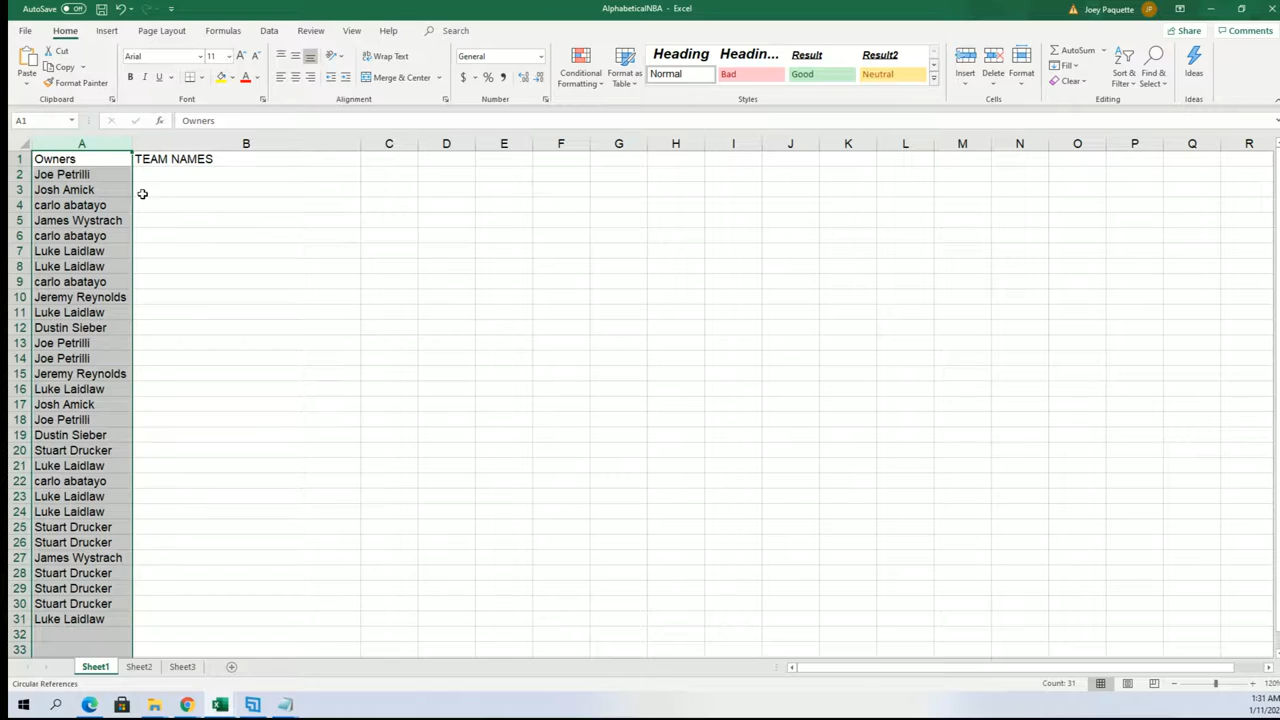 AutoSave Off AlphabeticalNBA - Excel Joey Paquette JP
File Home Insert Page Layout Formulas Data Review View Help Search Share Comments
Cut Copy Format Painter Paste Clipboard
Arial 11 B I U Font
Wrap Text Merge & Center Alignment
General $ % Number
Conditional Formatting Format as Table
Heading Headin... Result Result2
Normal Bad Good Neutral
Styles
Insert Delete Format Cells
AutoSum Fill Clear Sort & Filter Find & Select Editing
Ideas Ideas
A1 fx Owners
A B C D E F G H I J K L M N O P Q R
1 Owners TEAM NAMES
2 Joe Petrilli
3 Josh Amick
4 carlo abatayo
5 James Wystrach
6 carlo abatayo
7 Luke Laidlaw
8 Luke Laidlaw
9 carlo abatayo
10 Jeremy Reynolds
11 Luke Laidlaw
12 Dustin Sieber
13 Joe Petrilli
14 Joe Petrilli
15 Jeremy Reynolds
16 Luke Laidlaw
17 Josh Amick
18 Joe Petrilli
19 Dustin Sieber
20 Stuart Drucker
21 Luke Laidlaw
22 carlo abatayo
23 Luke Laidlaw
24 Luke Laidlaw
25 Stuart Drucker
26 Stuart Drucker
27 James Wystrach
28 Stuart Drucker
29 Stuart Drucker
30 Stuart Drucker
31 Luke Laidlaw
32
33
Sheet1 Sheet2 Sheet3
Circular References Count: 31
1:31 AM